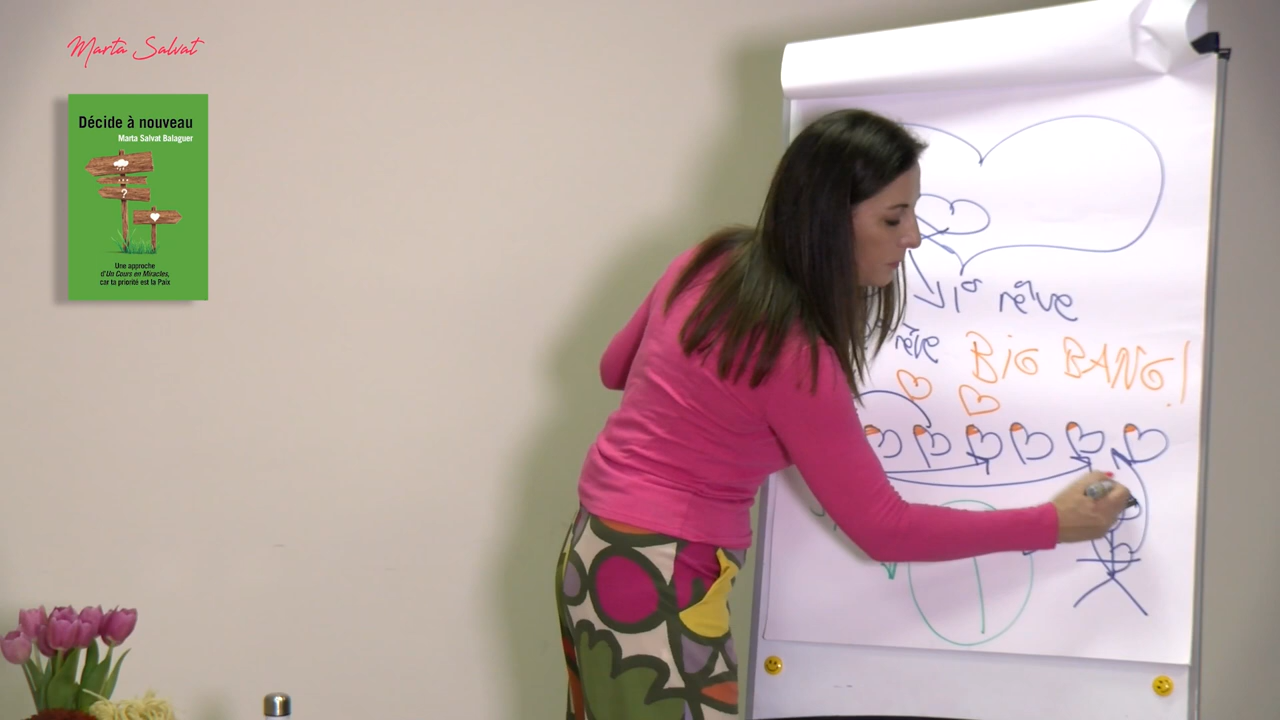 Marta Salvat
Décide à nouveau
Marta Salvat Balaguer
?
Une approche
d'Un Cours en Miracles,
car ta priorité est la Paix
1º rêve
rêve BIG BANG!